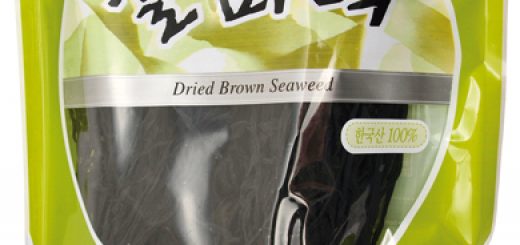 Dried Brown Seaweed
한국산 100%